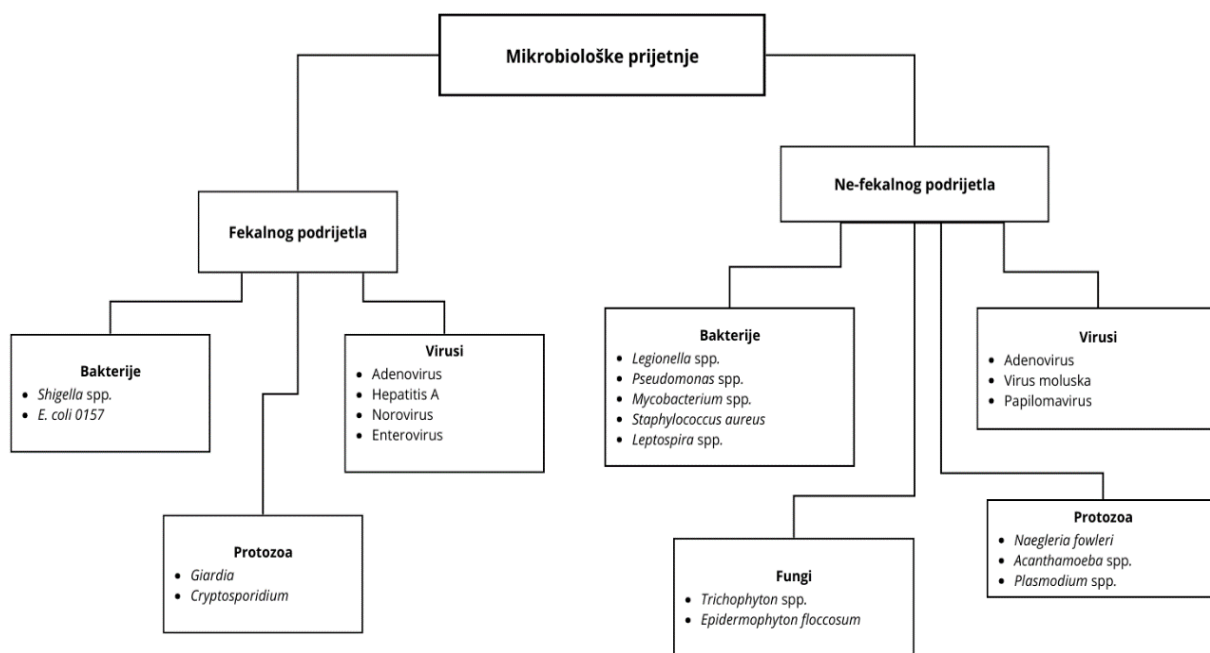 Mikrobiološke prijetnje
Fekalnog podrijetla
Bakterije
• Shigella spp.
• E. coli 0157
Virusi
• Adenovirus
• Hepatitis A
• Norovirus
• Enterovirus
Protozoa
• Giardia
• Cryptosporidium
Ne-fekalnog podrijetla
Bakterije
• Legionella spp.
• Pseudomonas spp.
• Mycobacterium spp.
• Staphylococcus aureus
• Leptospira spp.
Virusi
• Adenovirus
• Virus moluska
• Papilomavirus
Fungi
• Trichophyton spp.
• Epidermophyton floccosum
Protozoa
• Naegleria fowleri
• Acanthamoeba spp.
• Plasmodium spp.